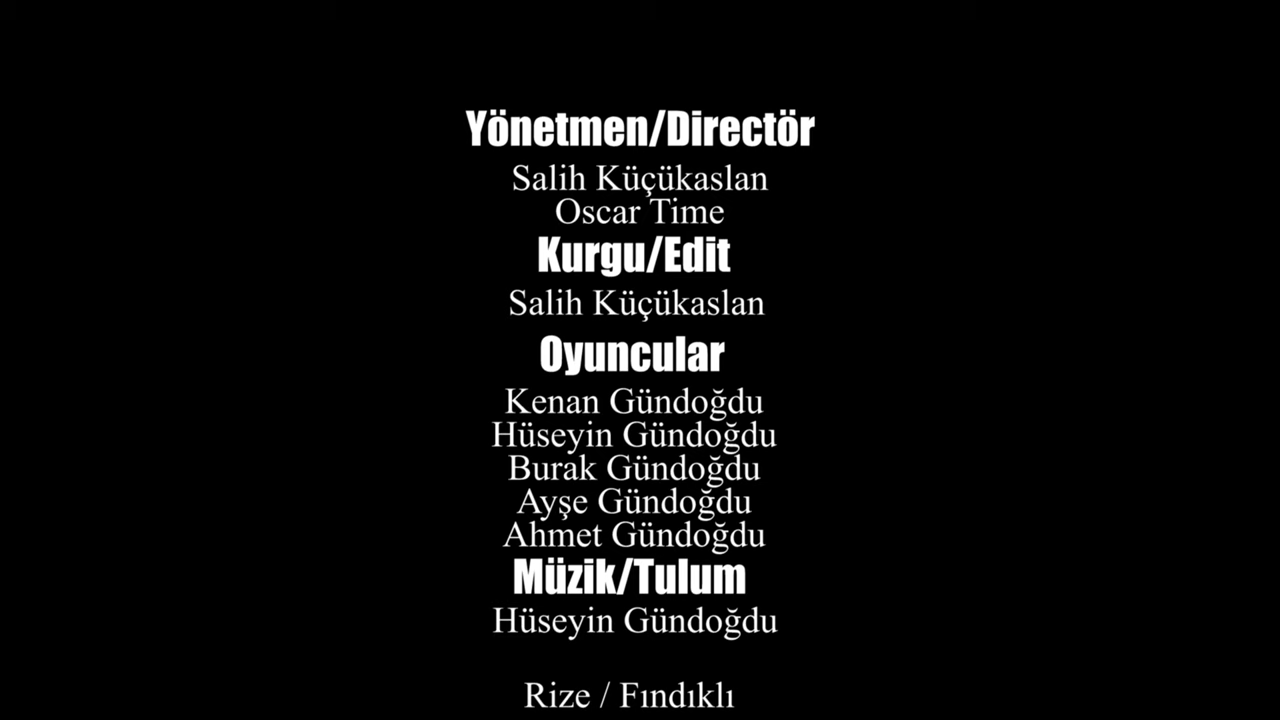 Yönetmen/Directör
Salih Küçükaslan
Oscar Time
Kurgu/Edit
Salih Küçükaslan
Oyuncular
Kenan Gündoğdu
Hüseyin Gündoğdu
Burak Gündoğdu
Ayşe Gündoğdu
Ahmet Gündoğdu
Müzik/Tulum
Hüseyin Gündoğdu
Rize / Fındıklı